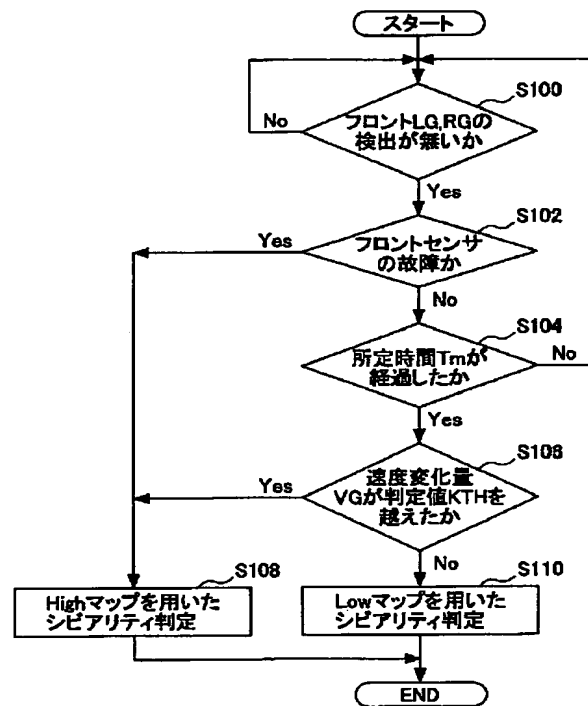 スタート
S100
フロントLG,RGの
検出が無いか
No
Yes
S102
フロントセンサ
の故障か
Yes
No
S104
所定時間Tmが
経過したか
No
Yes
S106
速度変化量
VGが判定値KTHを
越えたか
Yes
No
S108
Highマップを用いた
シビアリティ判定
S110
Lowマップを用いた
シビアリティ判定
END